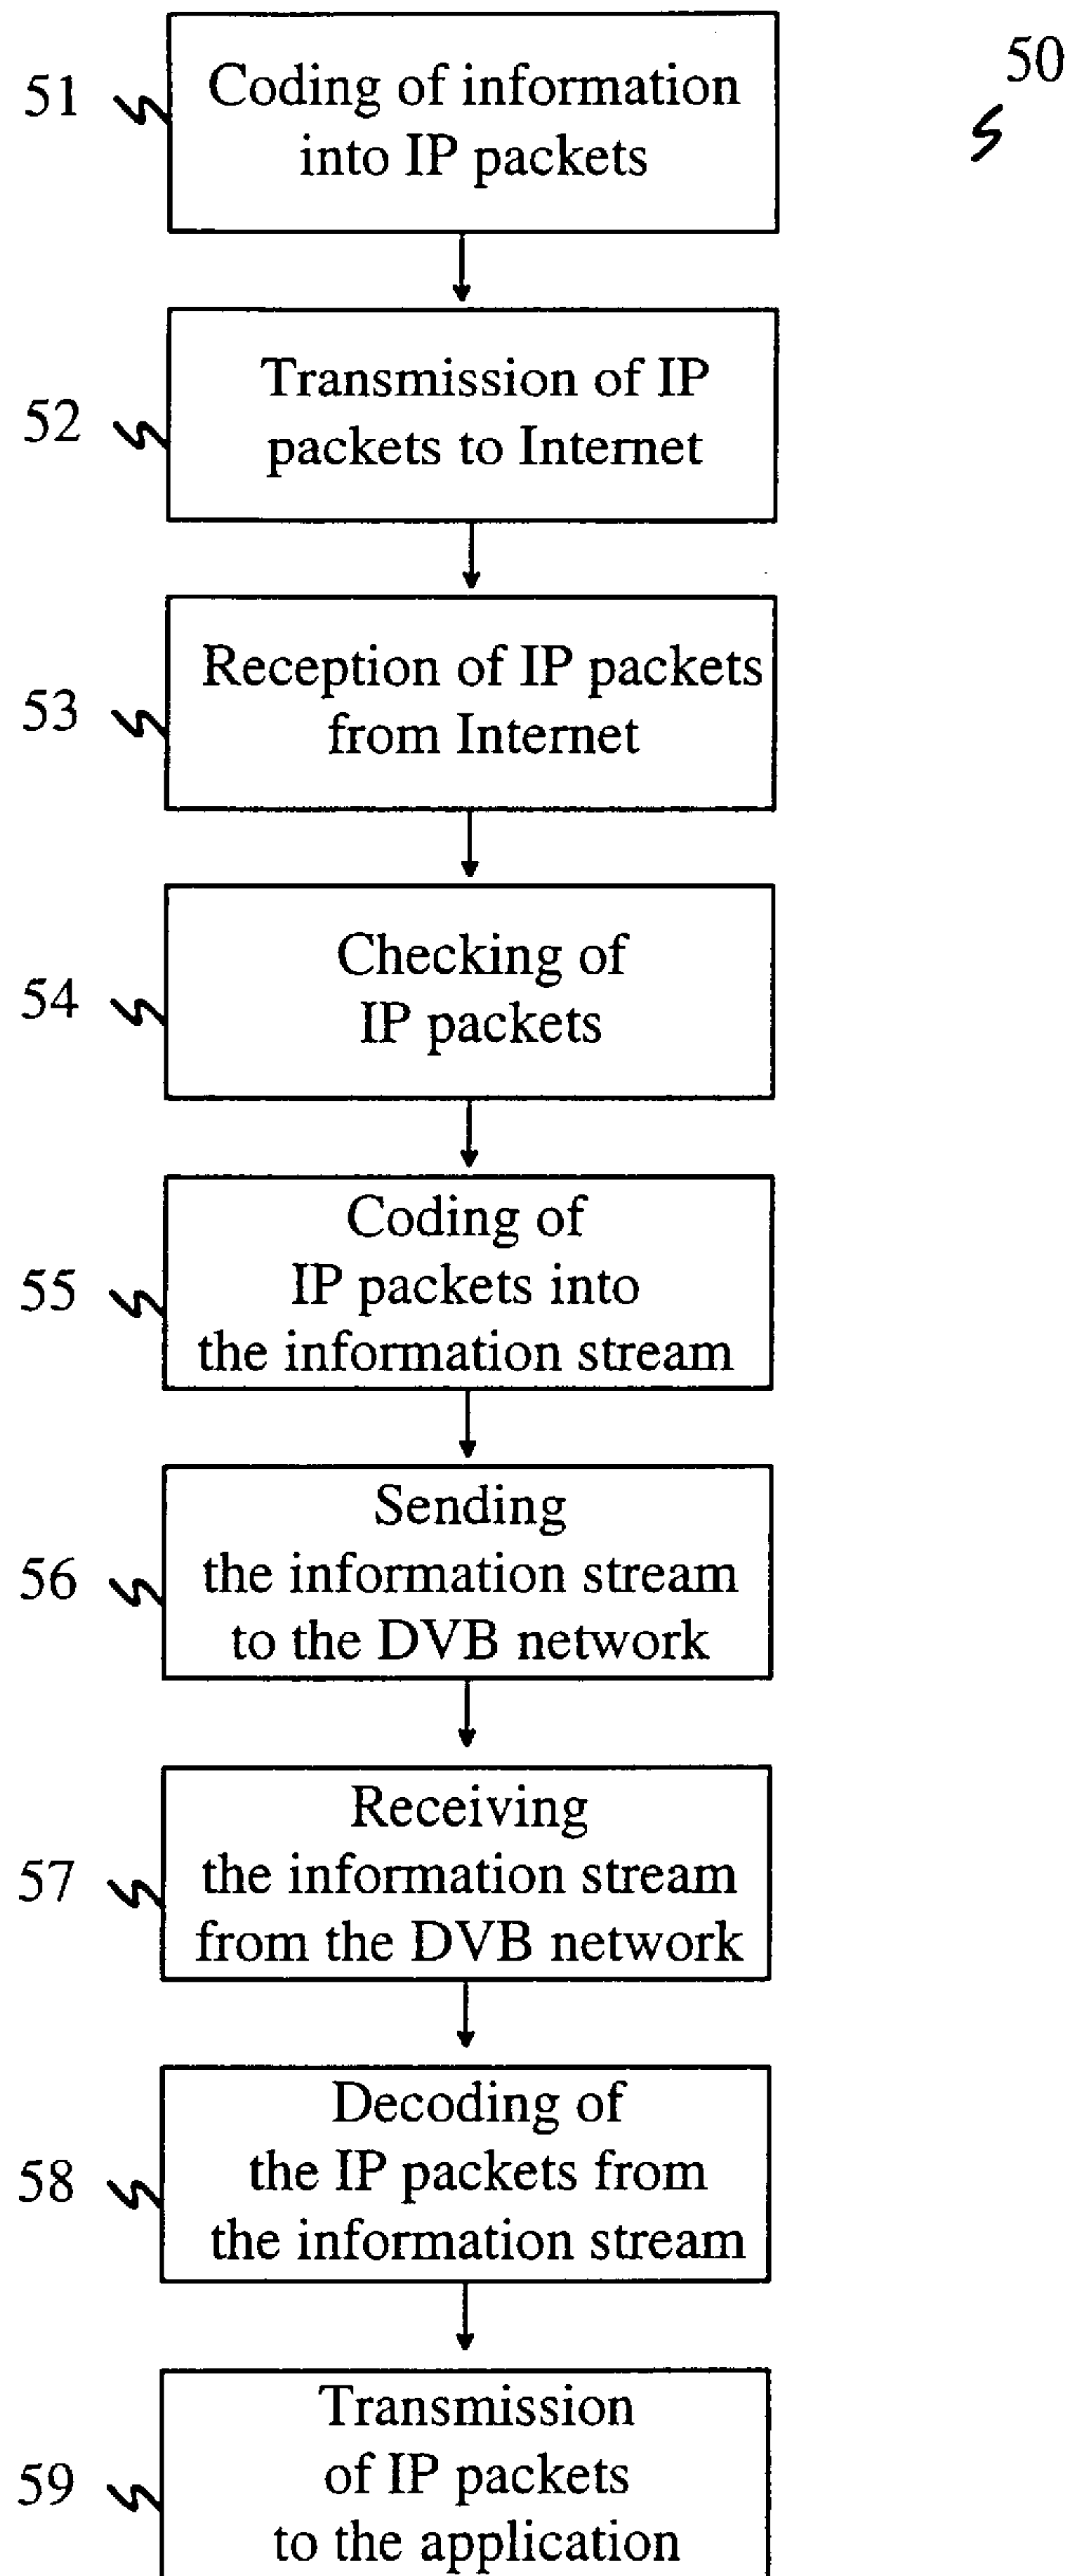 50
51
Coding of information
into IP packets
52
Transmission of IP
packets to Internet
53
Reception of IP packets
from Internet
54
Checking of
IP packets
55
Coding of
IP packets into
the information stream
56
Sending
the information stream
to the DVB network
57
Receiving
the information stream
from the DVB network
58
Decoding of
the IP packets from
the information stream
59
Transmission
of IP packets
to the application